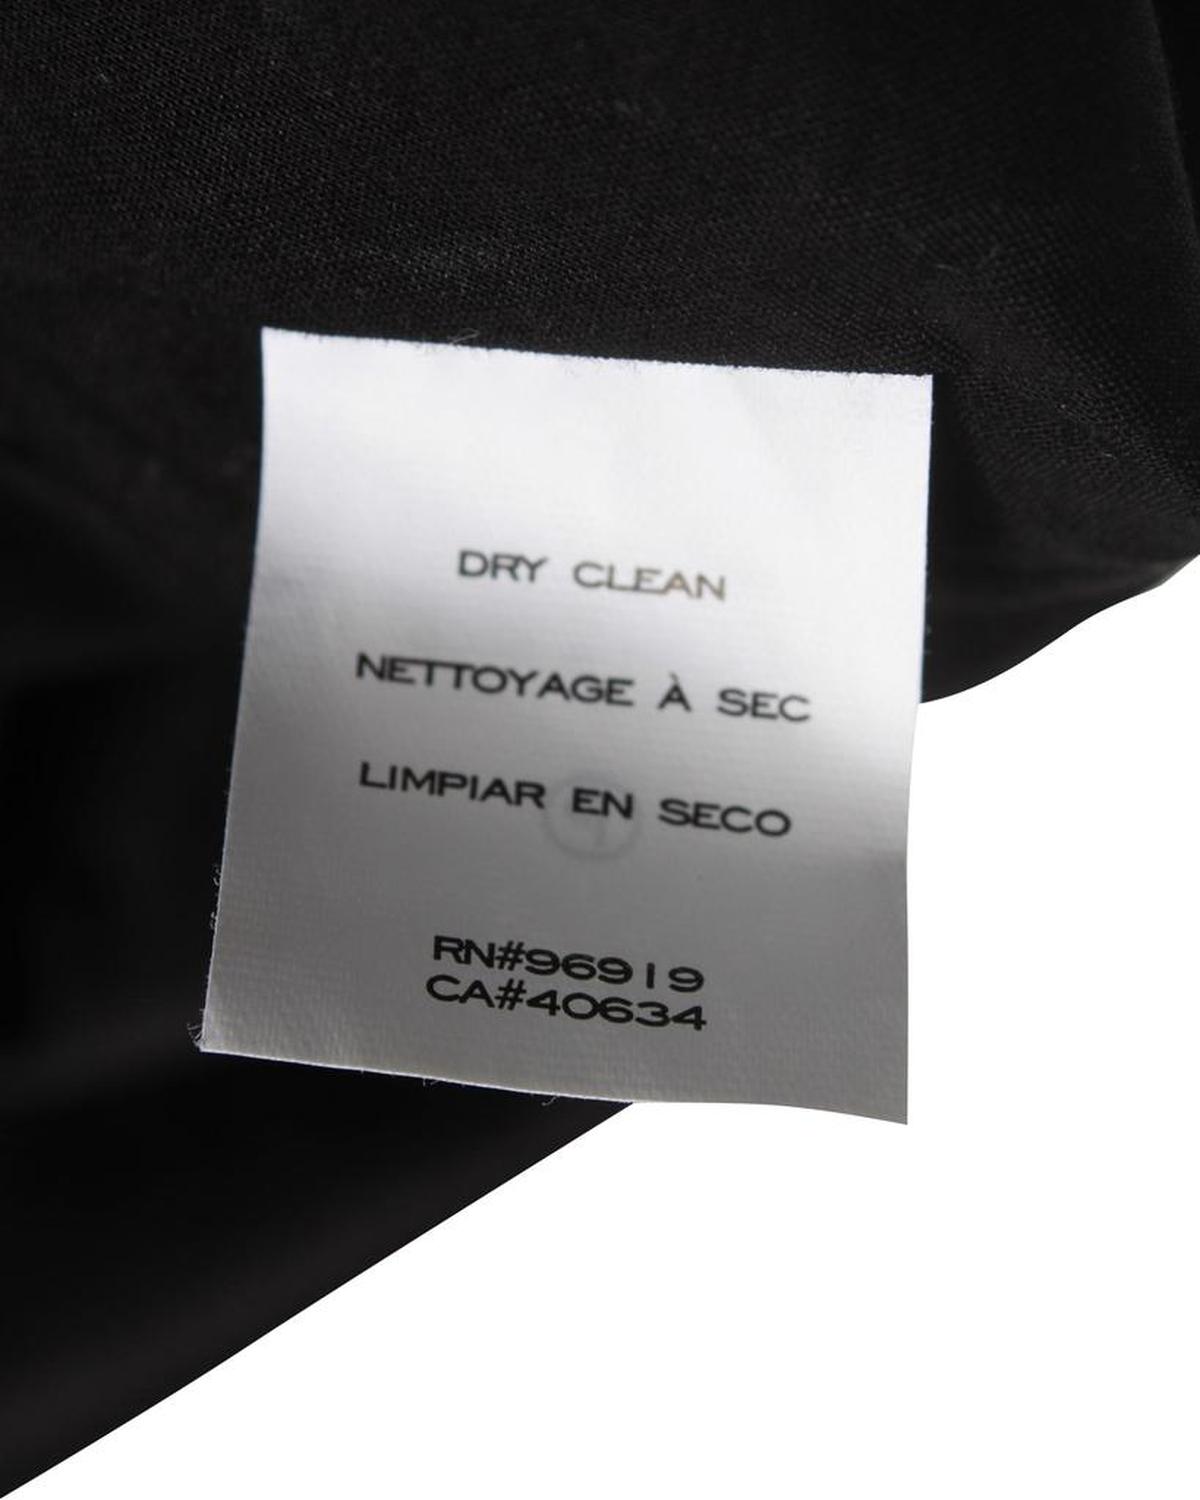 DRY CLEAN
NETTOYAGE À SEC
LIMPIAR EN SECO
RN#96919
CA#40634